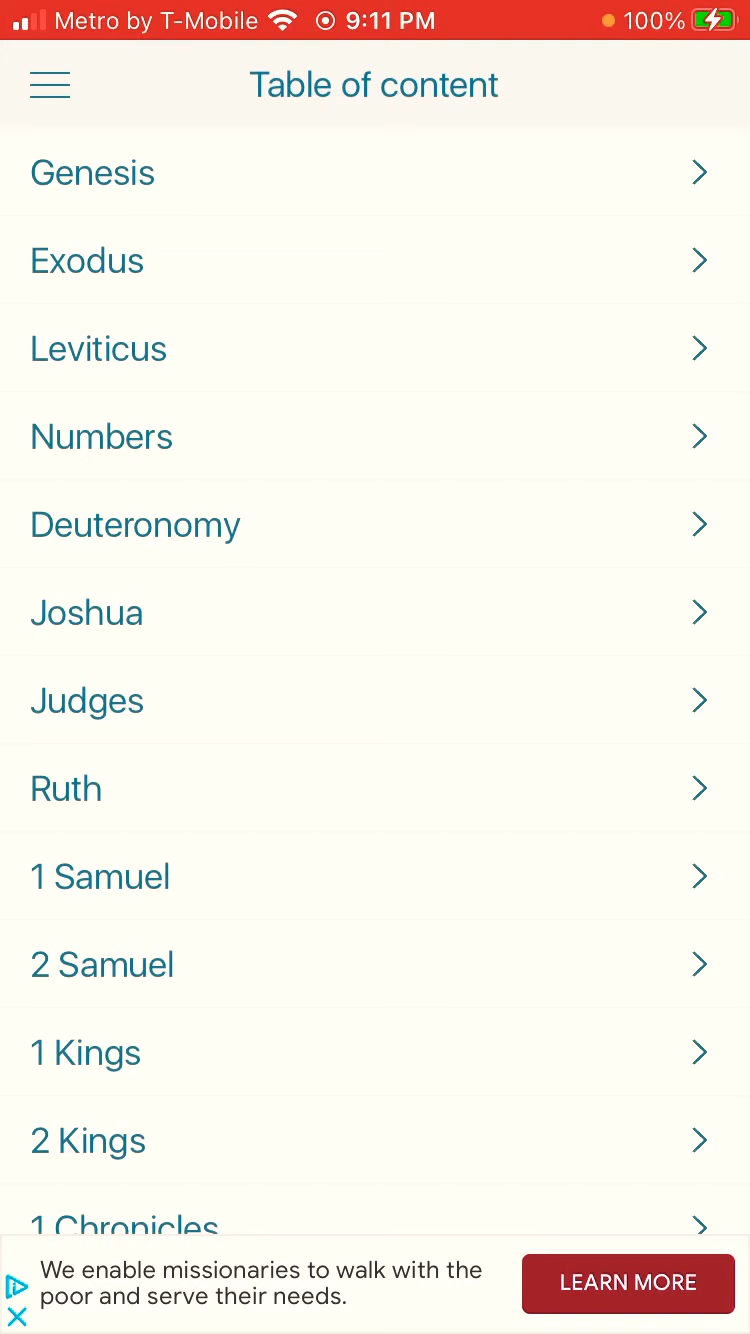 Metro by T-Mobile 9:11 PM 100%
Table of content
Genesis
Exodus
Leviticus
Numbers
Deuteronomy
Joshua
Judges
Ruth
1 Samuel
2 Samuel
1 Kings
2 Kings
1 Chronicles
We enable missionaries to walk with the
poor and serve their needs.
LEARN MORE